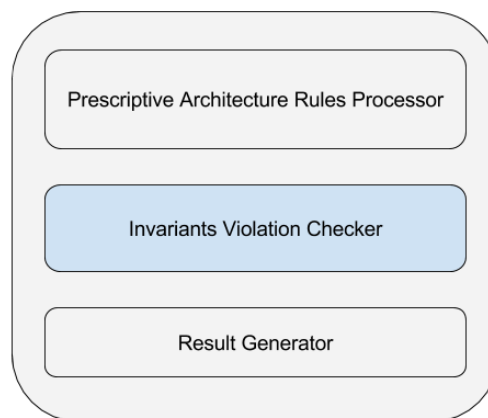 Prescriptive Architecture Rules Processor
Invariants Violation Checker
Result Generator